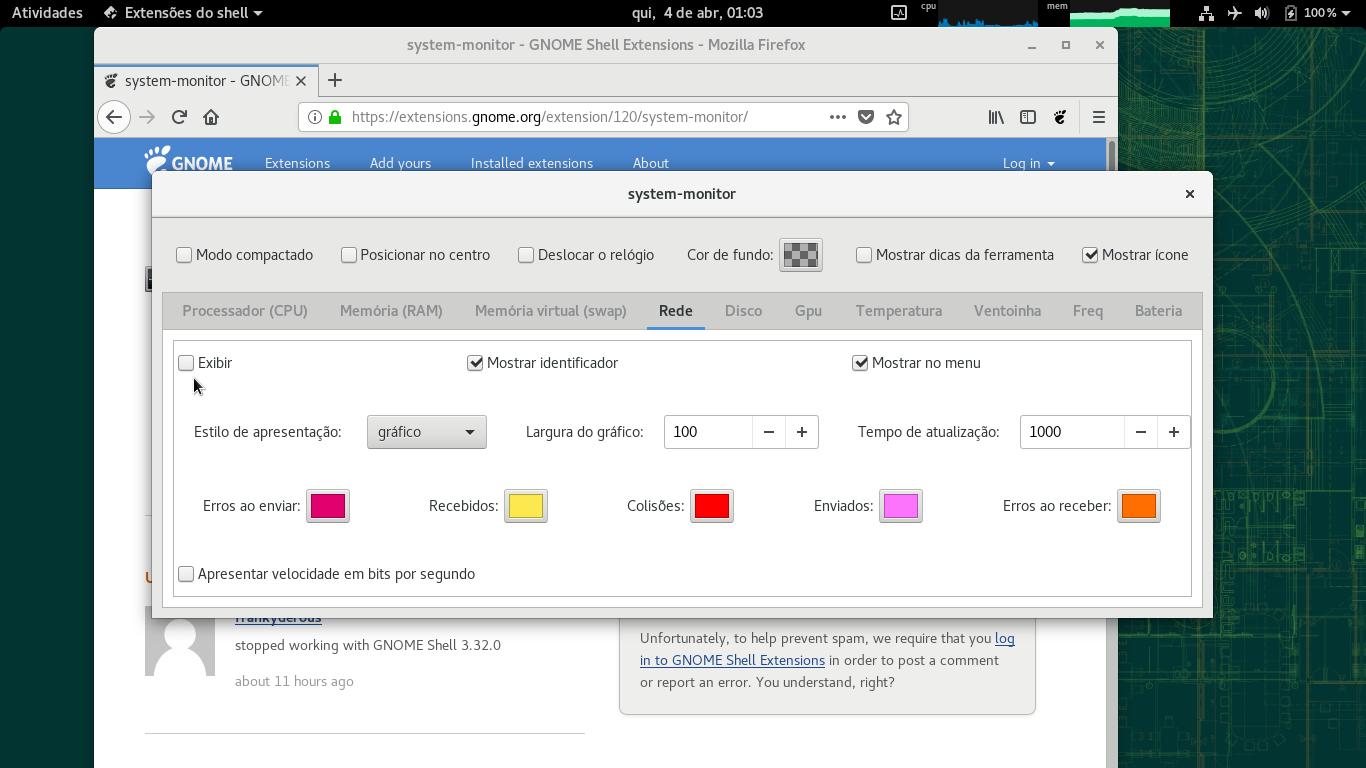 Atividades Extensões do shell qui, 4 de abr, 01:03 cpu mem 100 %
system-monitor - GNOME Shell Extensions - Mozilla Firefox
system-monitor - GNOME
https://extensions.gnome.org/extension/120/system-monitor/
GNOME Extensions Add yours Installed extensions About Log in
system-monitor
Modo compactado Posicionar no centro Deslocar o relógio Cor de fundo: Mostrar dicas da ferramenta Mostrar ícone
Processador (CPU) Memória (RAM) Memória virtual (swap) Rede Disco Gpu Temperatura Ventoinha Freq Bateria
Exibir Mostrar identificador Mostrar no menu
Estilo de apresentação: gráfico Largura do gráfico: 100 Tempo de atualização: 1000
Erros ao enviar: Recebidos: Colisões: Enviados: Erros ao receber:
Apresentar velocidade em bits por segundo
frankyderous
stopped working with GNOME Shell 3.32.0
about 11 hours ago
Unfortunately, to help prevent spam, we require that you log
in to GNOME Shell Extensions in order to post a comment
or report an error. You understand, right?